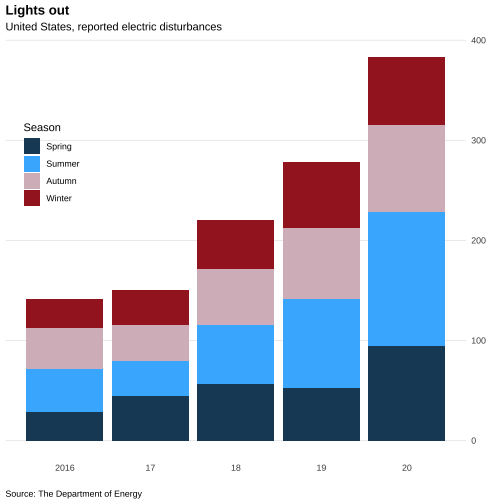 Lights out
United States, reported electric disturbances
400
Season
Spring
Summer
Autumn
Winter
300
200
100
0
2016 17 18 19 20
Source: The Department of Energy